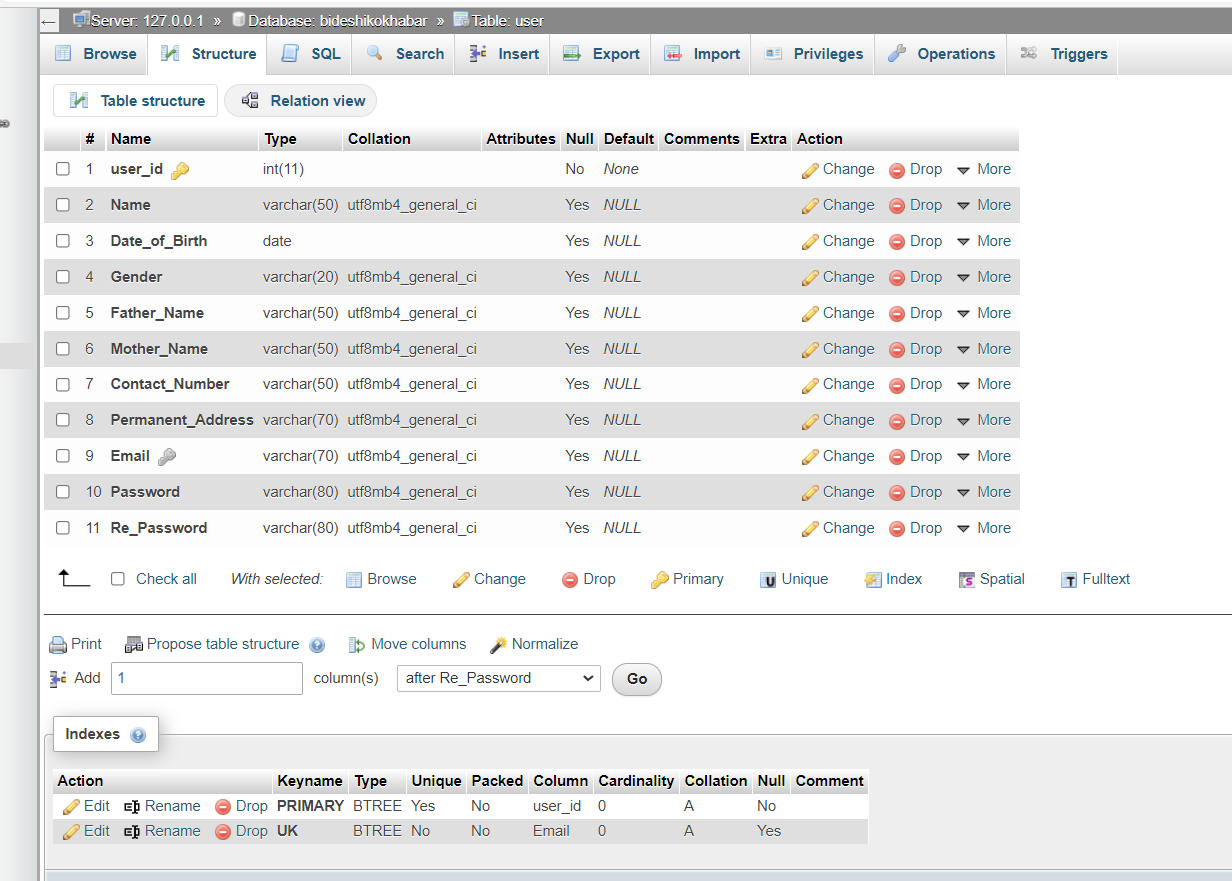 Server: 127.0.0.1 » Database: bideshikokhabar » Table: user
Browse Structure SQL Search Insert Export Import Privileges Operations Triggers
Table structure Relation view
# Name Type Collation Attributes Null Default Comments Extra Action
1 user_id int(11) No None Change Drop More
2 Name varchar(50) utf8mb4_general_ci Yes NULL Change Drop More
3 Date_of_Birth date Yes NULL Change Drop More
4 Gender varchar(20) utf8mb4_general_ci Yes NULL Change Drop More
5 Father_Name varchar(50) utf8mb4_general_ci Yes NULL Change Drop More
6 Mother_Name varchar(50) utf8mb4_general_ci Yes NULL Change Drop More
7 Contact_Number varchar(50) utf8mb4_general_ci Yes NULL Change Drop More
8 Permanent_Address varchar(70) utf8mb4_general_ci Yes NULL Change Drop More
9 Email varchar(70) utf8mb4_general_ci Yes NULL Change Drop More
10 Password varchar(80) utf8mb4_general_ci Yes NULL Change Drop More
11 Re_Password varchar(80) utf8mb4_general_ci Yes NULL Change Drop More
Check all With selected: Browse Change Drop Primary U Unique Index S Spatial T Fulltext
Print Propose table structure Move columns Normalize
Add 1 column(s) after Re_Password Go
Indexes
Action Keyname Type Unique Packed Column Cardinality Collation Null Comment
Edit Rename Drop PRIMARY BTREE Yes No user_id 0 A No
Edit Rename Drop UK BTREE No No Email 0 A Yes